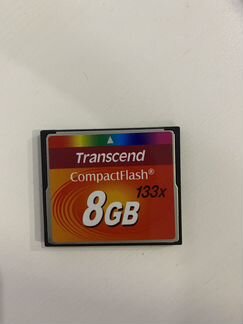 Transcend
CompactFlash®
133x
8GB